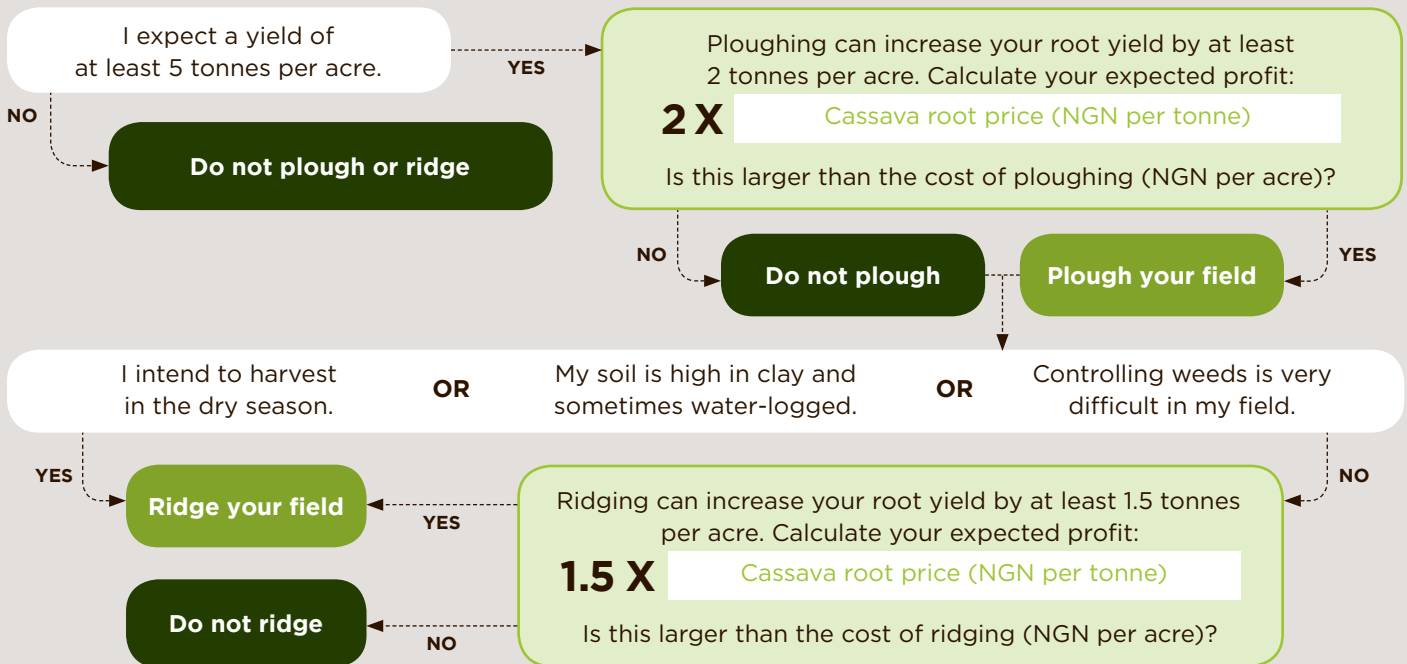 I expect a yield of
at least 5 tonnes per acre.
YES
NO
Do not plough or ridge
Ploughing can increase your root yield by at least
2 tonnes per acre. Calculate your expected profit:
2 X Cassava root price (NGN per tonne)
Is this larger than the cost of ploughing (NGN per acre)?
NO
Do not plough
Plough your field
YES
I intend to harvest
in the dry season.
OR
My soil is high in clay and
sometimes water-logged.
OR
Controlling weeds is very
difficult in my field.
YES
Ridge your field
YES
NO
Ridging can increase your root yield by at least 1.5 tonnes
per acre. Calculate your expected profit:
1.5 X Cassava root price (NGN per tonne)
Is this larger than the cost of ridging (NGN per acre)?
Do not ridge
NO